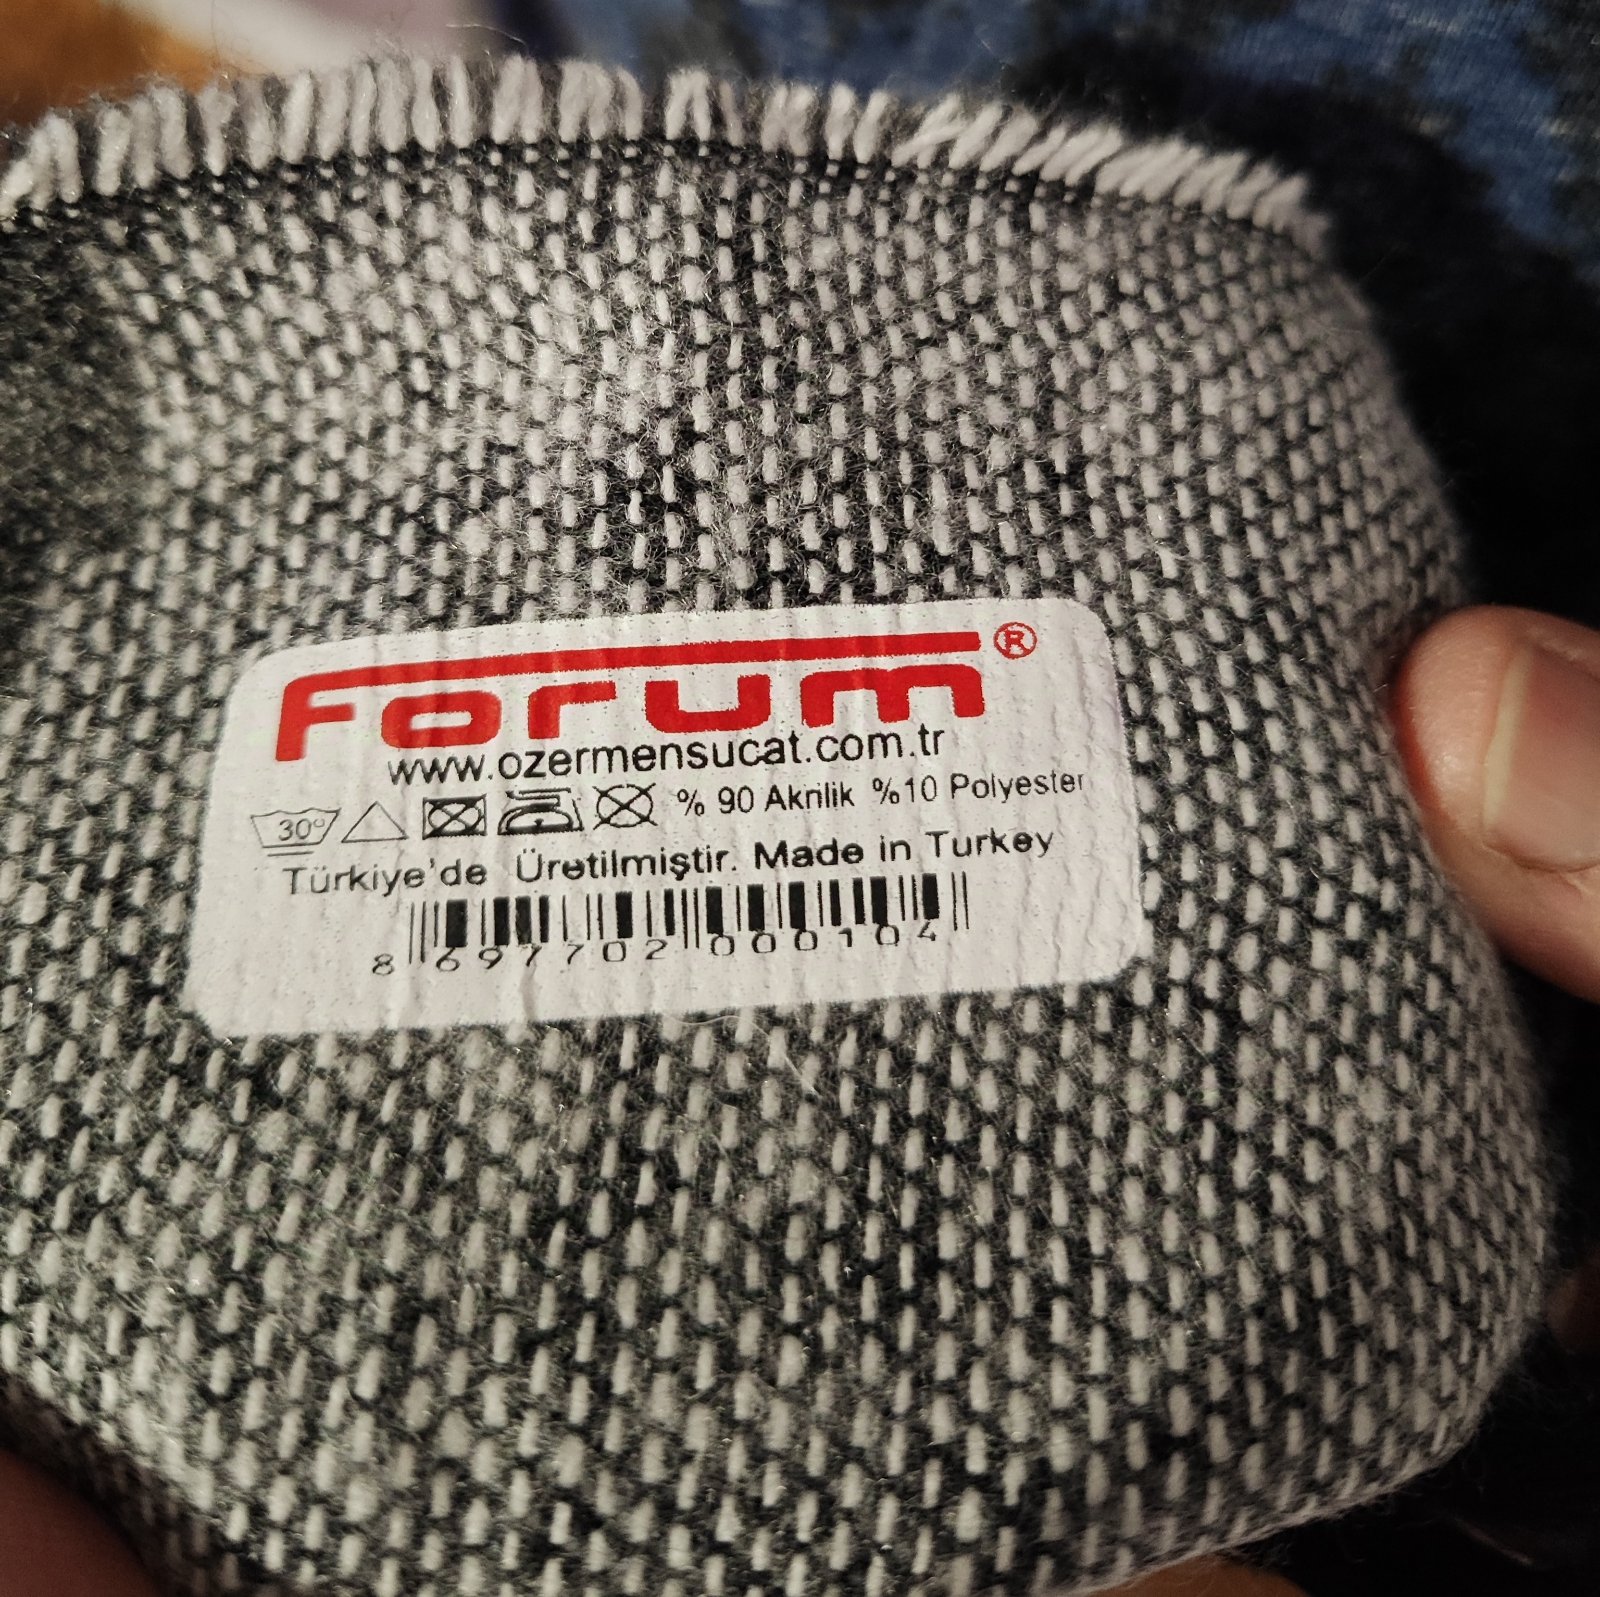 Forum®
www.ozermensucat.com.tr
30° % 90 Akrilik %10 Polyester
Türkiye'de Üretilmiştir. Made in Turkey
8 697702 000104